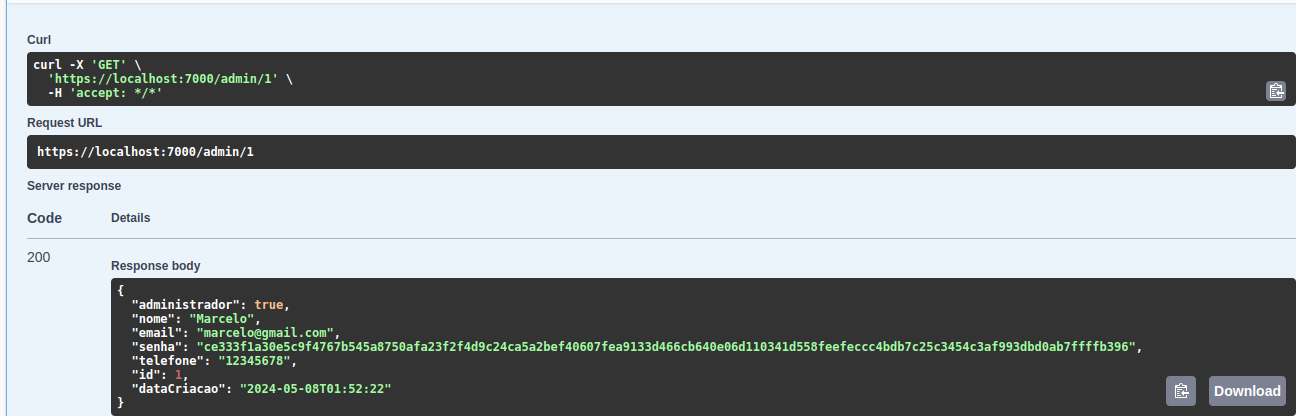 Curl
curl -X 'GET' \
'https://localhost:7000/admin/1' \
-H 'accept: */*'
Request URL
https://localhost:7000/admin/1
Server response
Code Details
200
Response body
{
"administrador": true,
"nome": "Marcelo",
"email": "marcelo@gmail.com",
"senha": "ce333f1a30e5c9f4767b545a8750afa23f2f4d9c24ca5a2bef40607fea9133d466cb640e06d110341d558feefeccc4bdb7c25c3454c3af993dbd0ab7ffffb396",
"telefone": "12345678",
"id": 1,
"dataCriacao": "2024-05-08T01:52:22"
}
Download